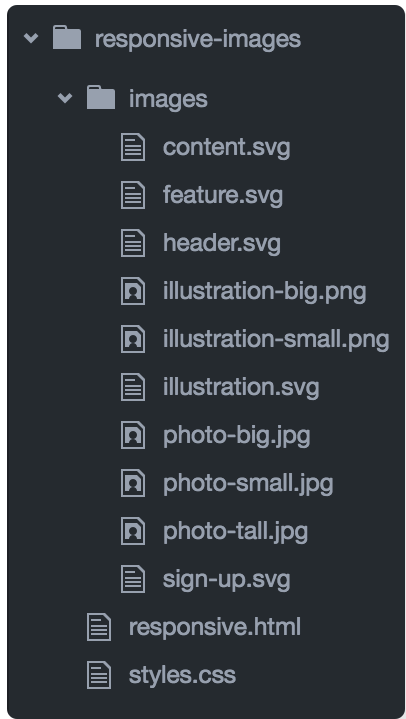 responsive-images
images
content.svg
feature.svg
header.svg
illustration-big.png
illustration-small.png
illustration.svg
photo-big.jpg
photo-small.jpg
photo-tall.jpg
sign-up.svg
responsive.html
styles.css